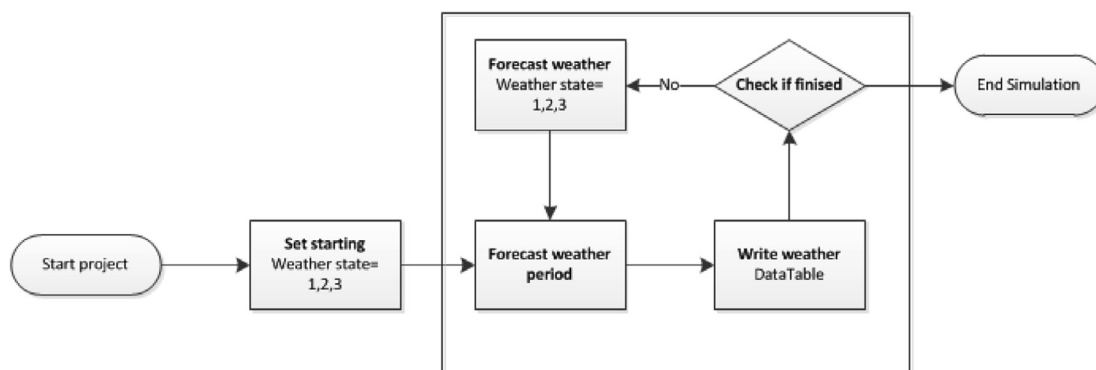 Forecast weather
Weather state=
1,2,3
No
Check if finised
End Simulation
Start project
Set starting
Weather state=
1,2,3
Forecast weather
period
Write weather
DataTable